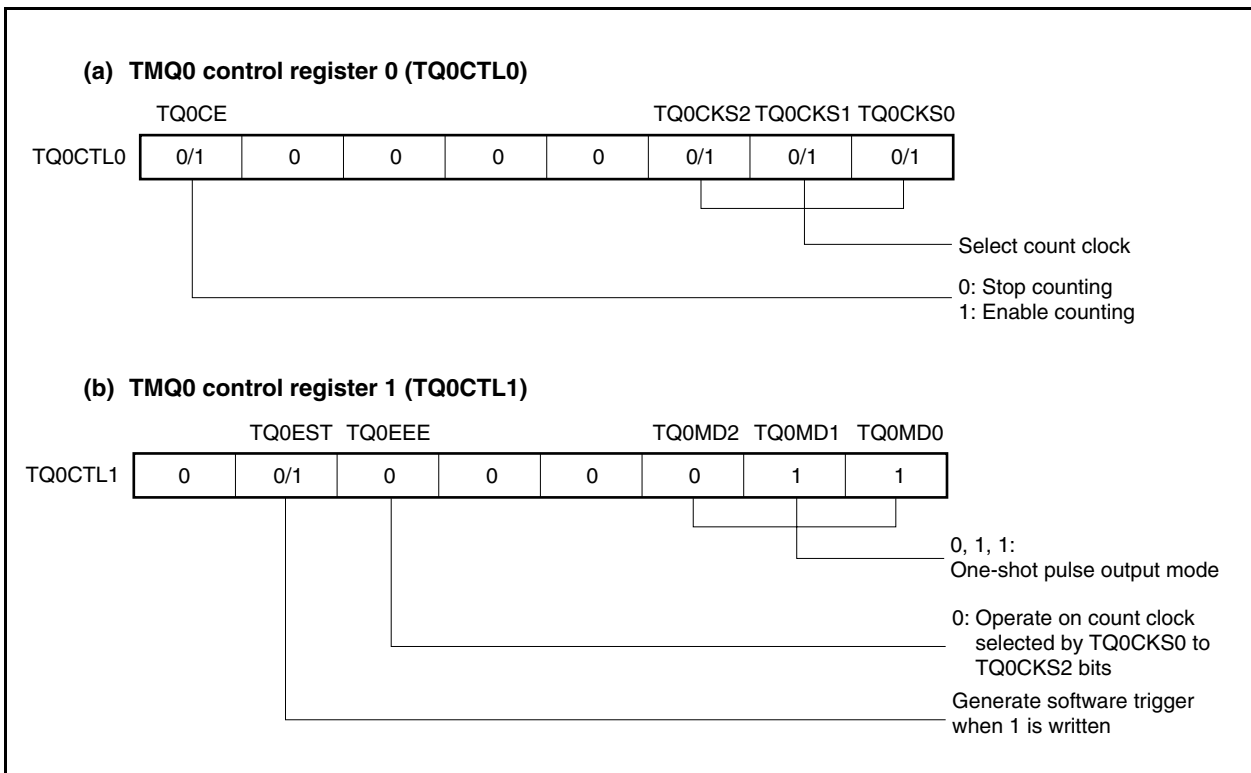 (a) TMQ0 control register 0 (TQ0CTL0)
TQ0CE TQ0CKS2 TQ0CKS1 TQ0CKS0
TQ0CTL0 0/1 0 0 0 0 0/1 0/1 0/1
Select count clock
0: Stop counting
1: Enable counting
(b) TMQ0 control register 1 (TQ0CTL1)
TQ0EST TQ0EEE TQ0MD2 TQ0MD1 TQ0MD0
TQ0CTL1 0 0/1 0 0 0 0 1 1
0, 1, 1:
One-shot pulse output mode
0: Operate on count clock
selected by TQ0CKS0 to
TQ0CKS2 bits
Generate software trigger
when 1 is written